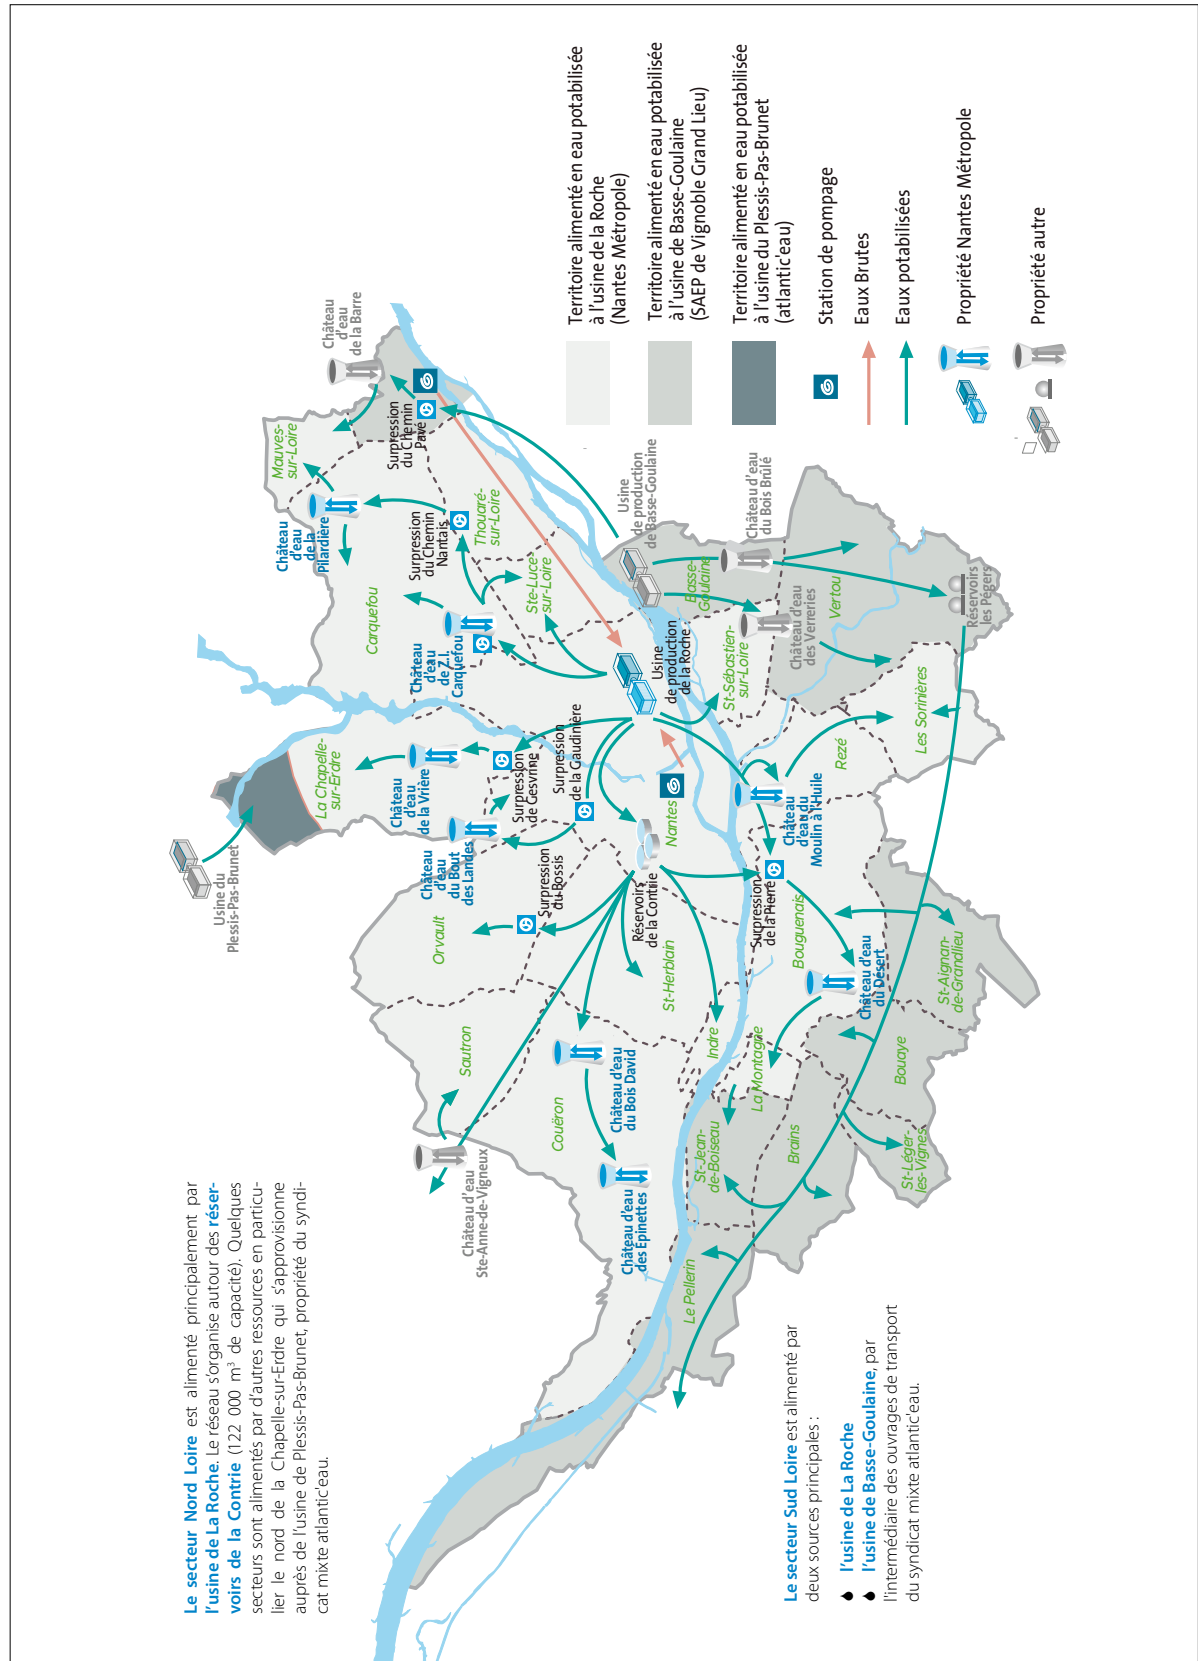 Le secteur Nord Loire est alimenté principalement par
l'usine de La Roche. Le réseau s'organise autour des réser-
voirs de la Contrie (122 000 m³ de capacité). Quelques
secteurs sont alimentés par d'autres ressources en particu-
lier le nord de la Chapelle-sur-Erdre qui s'approvisionne
auprès de l'usine de Plessis-Pas-Brunet, propriété du syndi-
cat mixte atlantic'eau.
Usine du
Plessis-Pas-Brunet
La Chapelle-
sur-Erdre
Château
d'eau
de la Vrière
Château
d'eau
du Bout
des Landes
Surpression
de Gesvrine
Surpression
de la Gaudinière
Surpression
du Bossis
Orvault
Sautron
Château d'eau
Ste-Anne-de-Vigneux
Couëron
Château d'eau
du Bois David
Château d'eau
des Epinettes
St-Herblain
Réservoirs
de la Contrie
Nantes
Indre
Carquefou
Château
d'eau
de Z.I.
Carquefou
Château
d'eau
de la
Pilardière
Mauves-
sur-Loire
Château
d'eau
de la Barre
Surpression
du Chemin
Pavé
Surpression
du Chemin
Nantais
Thouaré-
sur-Loire
Ste-Luce-
sur-Loire
Usine
de production
de la Roche
Usine
de production
de Basse-Goulaine
Basse-
Goulaine
Château d'eau
du Bois Brûlé
St-Sébastien-
sur-Loire
Château d'eau
des Verreries
Vertou
Réservoirs
les Pégers
Les Sorinières
Rezé
Château
d'eau du
Moulin à l'Huile
Surpression
de la Pierre
Bouguenais
Château d'eau
du Désert
St-Aignan-
de-Grandlieu
Bouaye
La Montagne
St-Jean-
de-Boiseau
Brains
St-Léger-
les-Vignes
Le Pellerin
Le secteur Sud Loire est alimenté par
deux sources principales :
l'usine de La Roche
l'usine de Basse-Goulaine, par
l'intermédiaire des ouvrages de transport
du syndicat mixte atlantic'eau.
Territoire alimenté en eau potabilisée
à l'usine de la Roche
(Nantes Métropole)
Territoire alimenté en eau potabilisée
à l'usine de Basse-Goulaine
(SAEP de Vignoble Grand Lieu)
Territoire alimenté en eau potabilisée
à l'usine du Plessis-Pas-Brunet
(atlantic'eau)
Station de pompage
Eaux Brutes
Eaux potabilisées
Propriété Nantes Métropole
Propriété autre